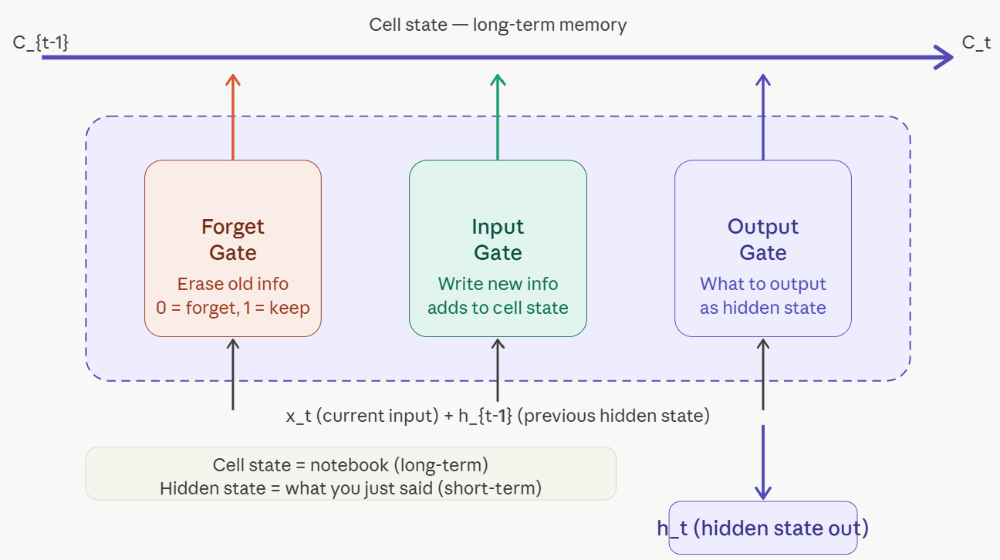 Cell state — long-term memory
C_{t-1}
C_t
Forget
Gate
Erase old info
0 = forget, 1 = keep
Input
Gate
Write new info
adds to cell state
Output
Gate
What to output
as hidden state
x_t (current input) + h_{t-1} (previous hidden state)
Cell state = notebook (long-term)
Hidden state = what you just said (short-term)
h_t (hidden state out)